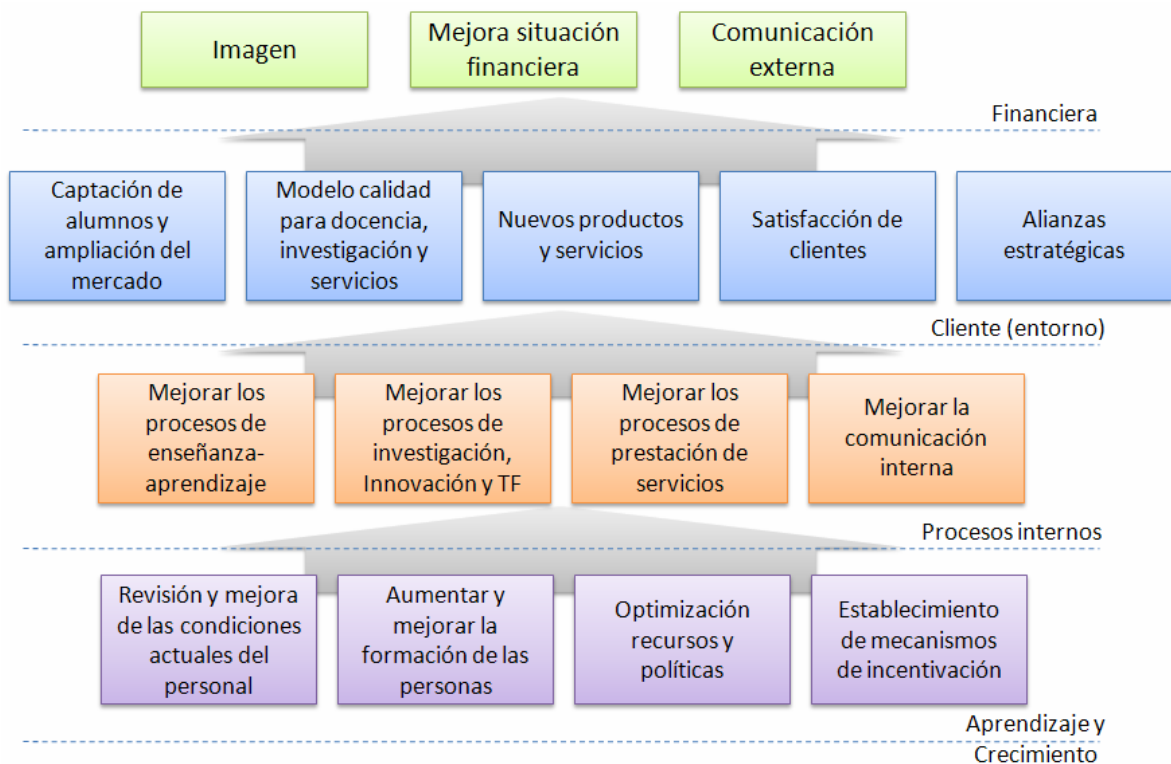 Imagen
Mejora situación
financiera
Comunicación
externa
Financiera
Captación de
alumnos y
ampliación del
mercado
Modelo calidad
para docencia,
investigación y
servicios
Nuevos productos
y servicios
Satisfacción de
clientes
Alianzas
estratégicas
Cliente (entorno)
Mejorar los
procesos de
enseñanza-
aprendizaje
Mejorar los
procesos de
investigación,
Innovación y TF
Mejorar los
procesos de
prestación de
servicios
Mejorar la
comunicación
interna
Procesos internos
Revisión y mejora
de las condiciones
actuales del
personal
Aumentar y
mejorar la
formación de las
personas
Optimización
recursos y
políticas
Establecimiento
de mecanismos
de incentivación
Aprendizaje y
Crecimiento